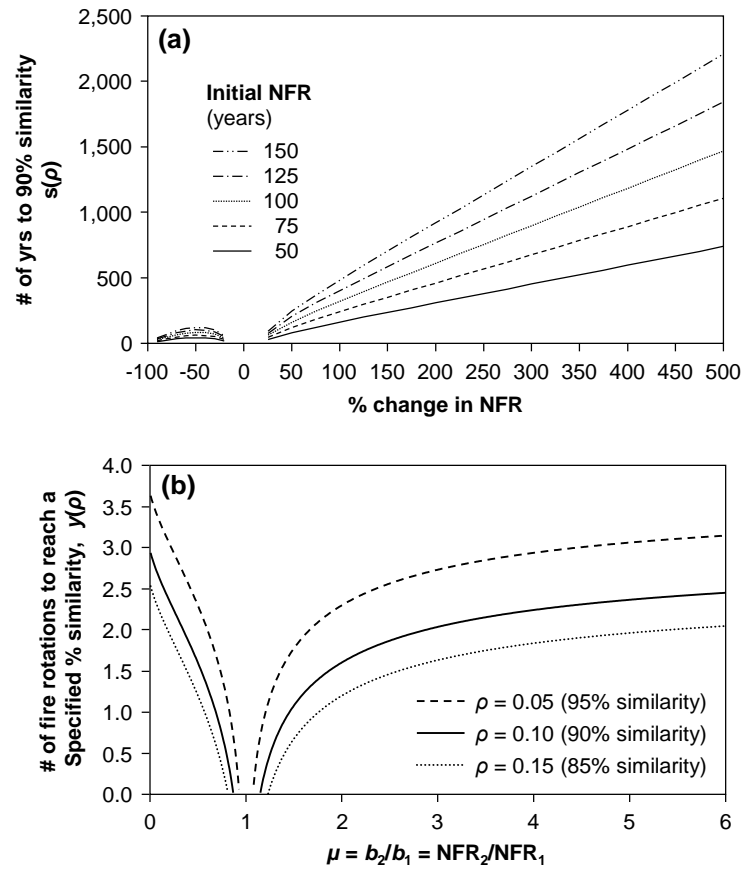 (a)
2,500
2,000
1,500
1,000
500
0
# of yrs to 90% similarity
s(ρ)
Initial NFR
(years)
150
125
100
75
50
-100 -50 0 50 100 150 200 250 300 350 400 450 500
% change in NFR
(b)
4.0
3.5
3.0
2.5
2.0
1.5
1.0
0.5
0.0
# of fire rotations to reach a
Specified % similarity, y(ρ)
ρ = 0.05 (95% similarity)
ρ = 0.10 (90% similarity)
ρ = 0.15 (85% similarity)
0 1 2 3 4 5 6
μ = b₂/b₁ = NFR₂/NFR₁